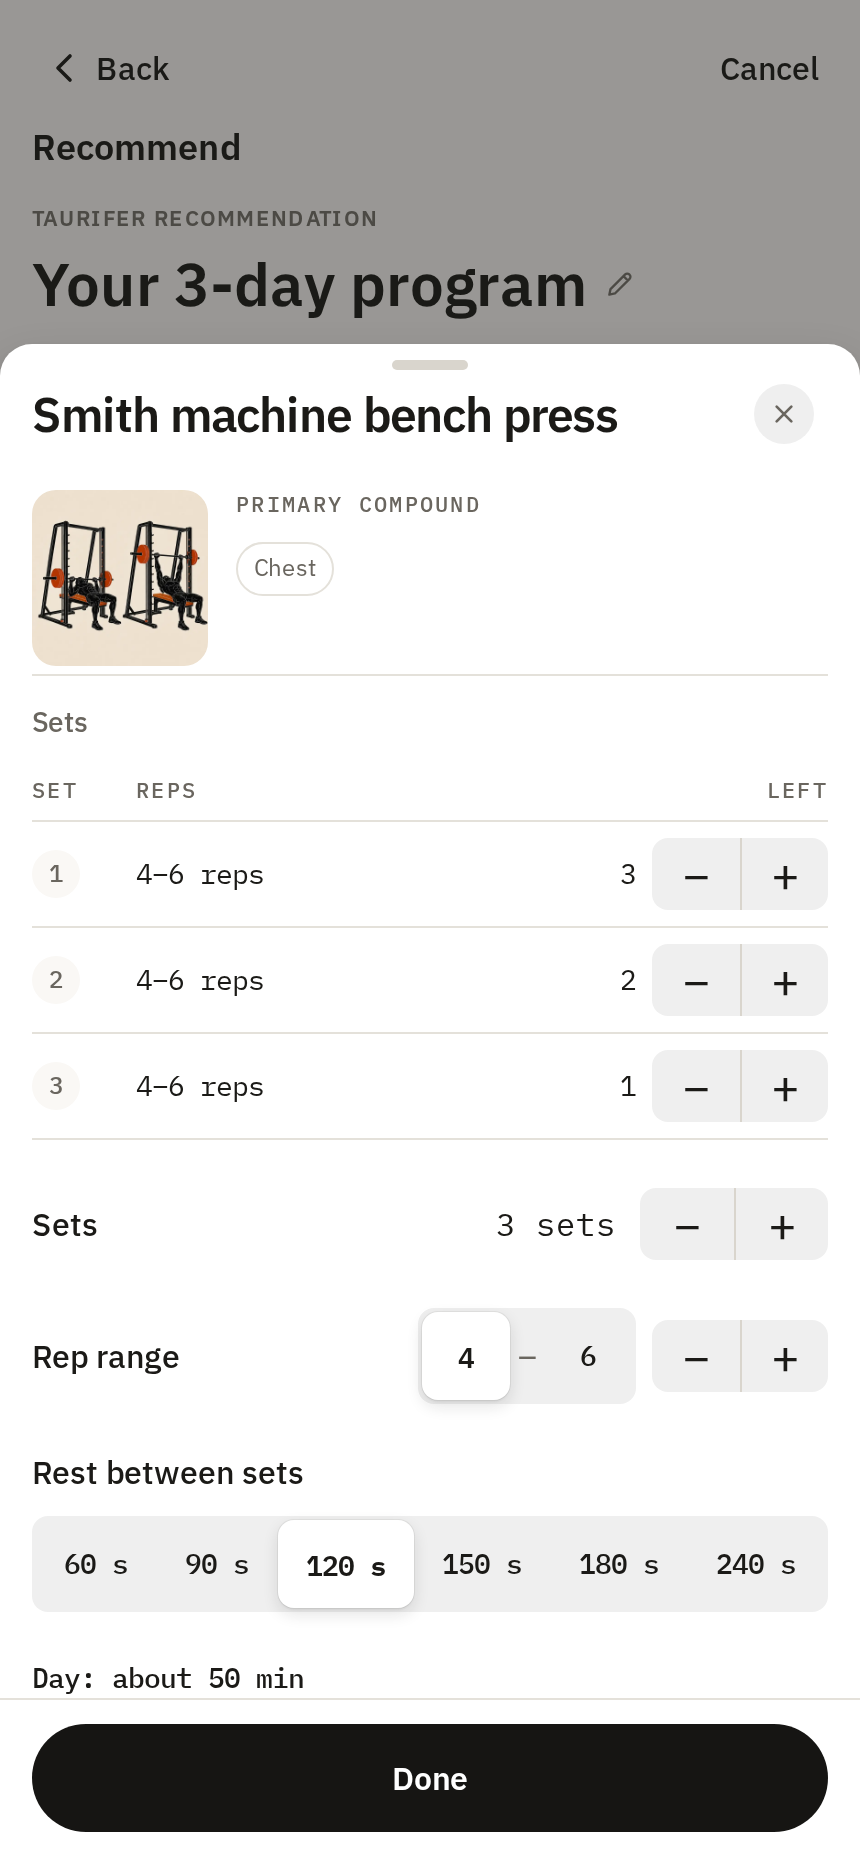 Back
Cancel
Recommend
TAURIFER RECOMMENDATION
Your 3-day program
Smith machine bench press
PRIMARY COMPOUND
Chest
Sets
SET REPS LEFT
1 4–6 reps 3 − +
2 4–6 reps 2 − +
3 4–6 reps 1 − +
Sets 3 sets − +
Rep range 4 – 6 − +
Rest between sets
60 s 90 s 120 s 150 s 180 s 240 s
Day: about 50 min
Done